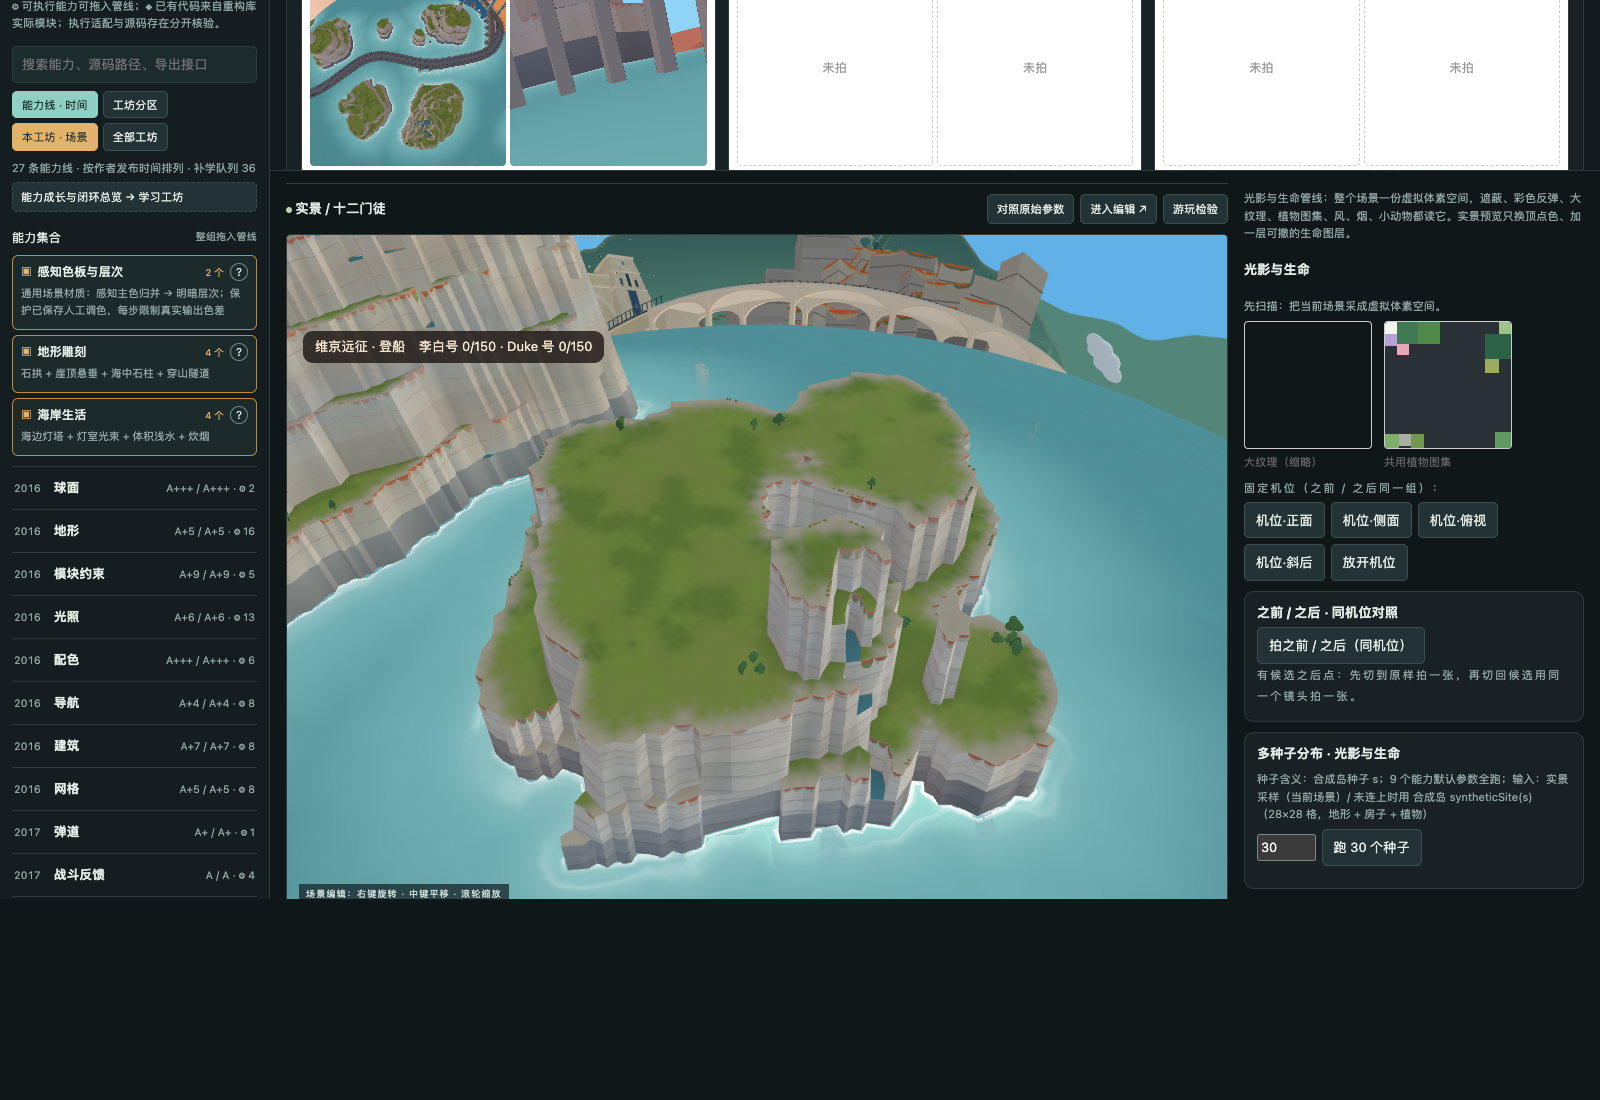 ⚙ 可执行能力可拖入管线；◆ 已有代码来自重构库
实际模块；执行适配与源码存在分开核验。
搜索能力、源码路径、导出接口
能力线 · 时间
工坊分区
本工坊 · 场景
全部工坊
27 条能力线 · 按作者发布时间排列 · 补学队列 36
能力成长与闭环总览 → 学习工坊
能力集合
整组拖入管线
▣ 感知色板与层次
2 个 ?
通用场景材质：感知主色归并 → 明暗层次；保
护已保存人工调色，每步限制真实输出色差
▣ 地形雕刻
4 个 ?
石拱 + 崖顶悬垂 + 海中石柱 + 穿山隧道
▣ 海岸生活
4 个 ?
海边灯塔 + 灯室光束 + 体积浅水 + 炊烟
2016 球面 A+++ / A+++ · ⚙ 2
2016 地形 A+5 / A+5 · ⚙ 16
2016 模块约束 A+9 / A+9 · ⚙ 5
2016 光照 A+6 / A+6 · ⚙ 13
2016 配色 A+++ / A+++ · ⚙ 6
2016 导航 A+4 / A+4 · ⚙ 8
2016 建筑 A+7 / A+7 · ⚙ 8
2016 网格 A+5 / A+5 · ⚙ 8
2017 弹道 A+ / A+ · ⚙ 1
2017 战斗反馈 A / A · ⚙ 4
未拍
未拍
未拍
未拍
实景 / 十二门徒
对照原始参数
进入编辑 ↗
游玩检验
维京远征 · 登船 李白号 0/150 · Duke 号 0/150
场景编辑：右键旋转 · 中键平移 · 滚轮缩放
光影与生命管线：整个场景一份虚拟体素空间，遮蔽、彩色反弹、大
纹理、植物图集、风、烟、小动物都读它。实景预览只换顶点色、加
一层可撤的生命图层。
光影与生命
先扫描：把当前场景采成虚拟体素空间。
大纹理（缩略）
共用植物图集
固定机位（之前 / 之后同一组）：
机位·正面
机位·侧面
机位·俯视
机位·斜后
放开机位
之前 / 之后 · 同机位对照
拍之前 / 之后（同机位）
有候选之后点：先切到原样拍一张，再切回候选用同
一个镜头拍一张。
多种子分布 · 光影与生命
种子含义：合成岛种子 s；9 个能力默认参数全跑；输入：实景
采样（当前场景）/ 未连上时用 合成岛 syntheticSite(s)
（28×28 格，地形 + 房子 + 植物）
30
跑 30 个种子